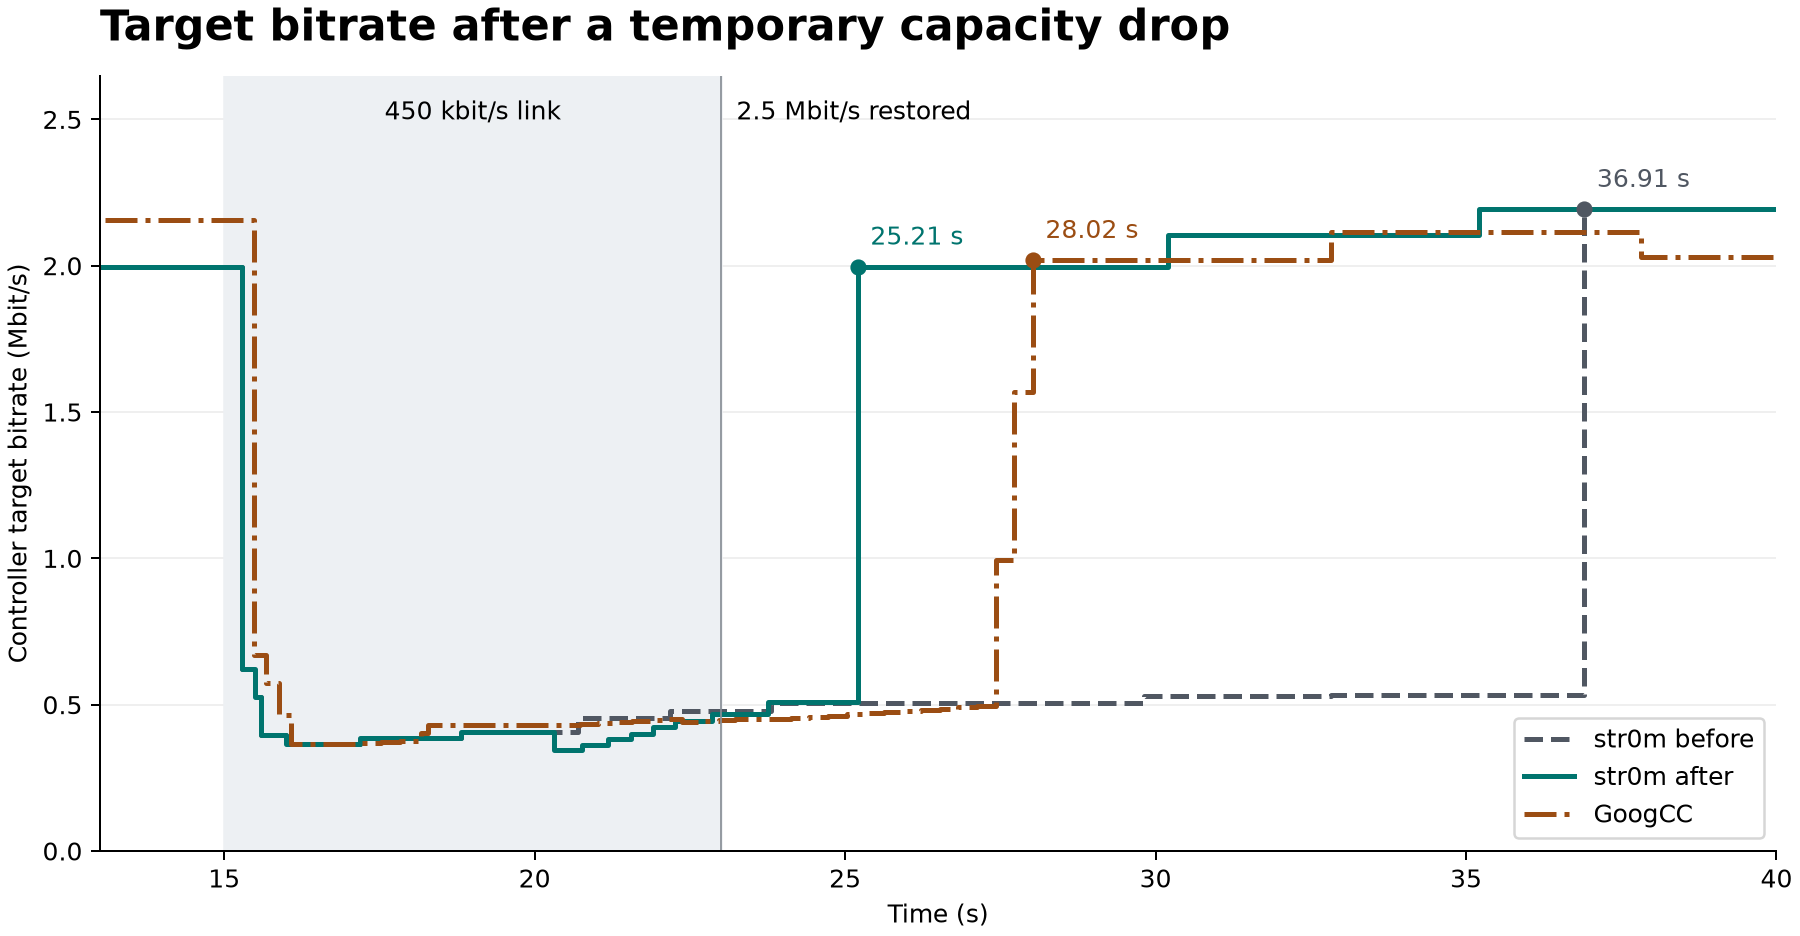 Target bitrate after a temporary capacity drop
450 kbit/s link
2.5 Mbit/s restored
36.91 s
28.02 s
25.21 s
Controller target bitrate (Mbit/s)
2.5
2.0
1.5
1.0
0.5
0.0
str0m before
str0m after
GoogCC
15
20
25
30
35
40
Time (s)